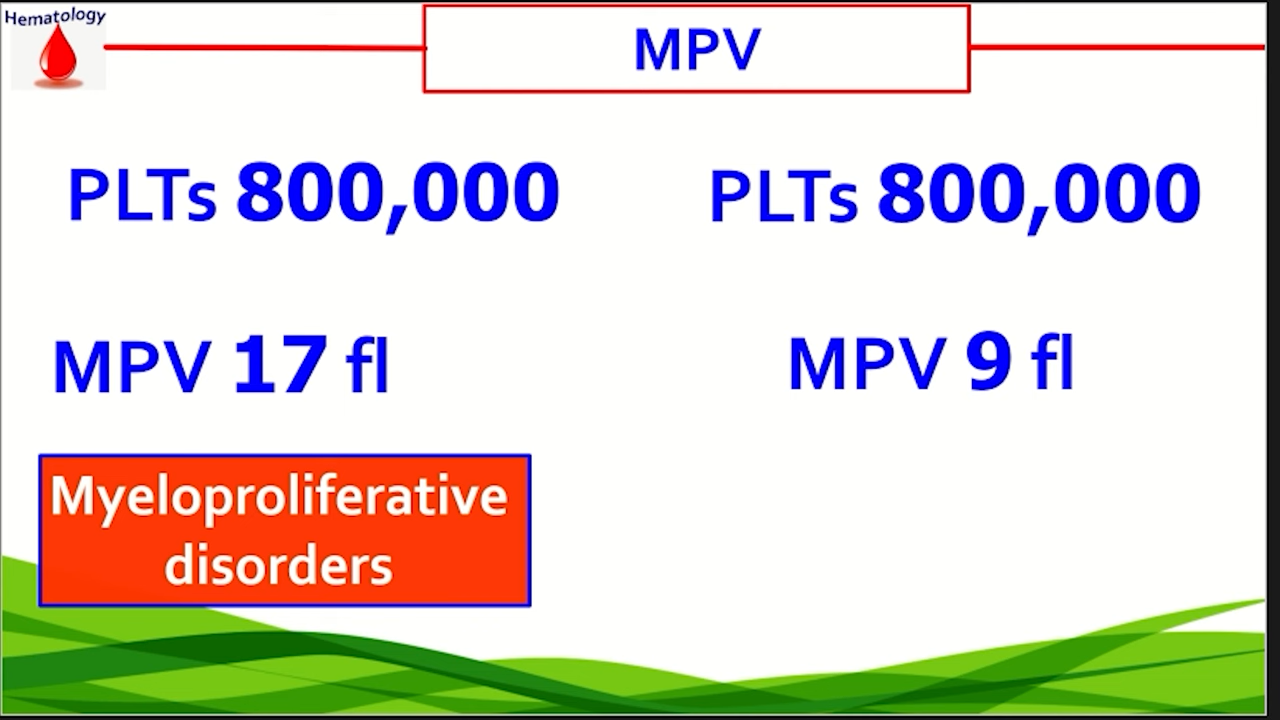 Hematology
MPV
PLTs 800,000
PLTs 800,000
MPV 17 fl
MPV 9 fl
Myeloproliferative
disorders